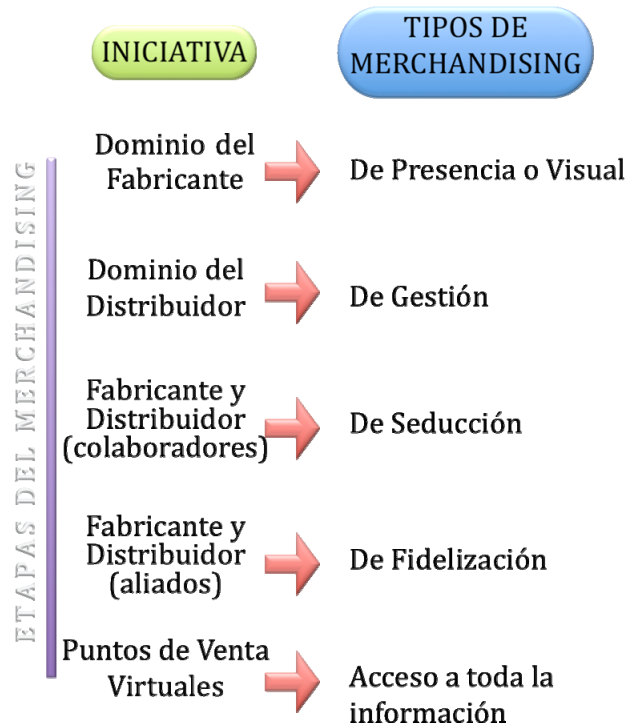 INICIATIVA
TIPOS DE
MERCHANDISING
ETAPAS DEL MERCHANDISING
Dominio del
Fabricante
De Presencia o Visual
Dominio del
Distribuidor
De Gestión
Fabricante y
Distribuidor
(colaboradores)
De Seducción
Fabricante y
Distribuidor
(aliados)
De Fidelización
Puntos de Venta
Virtuales
Acceso a toda la
información